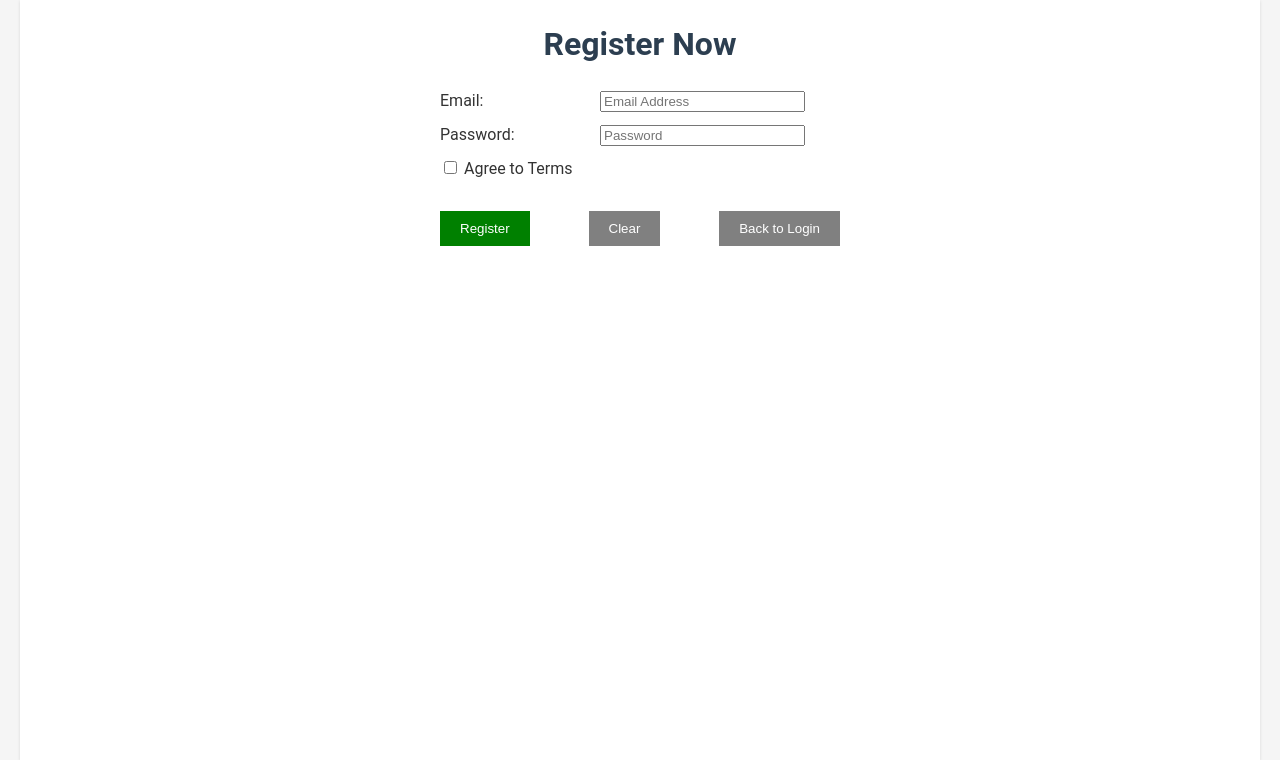 Register Now
Email: Email Address
Password: Password
Agree to Terms
Register Clear Back to Login